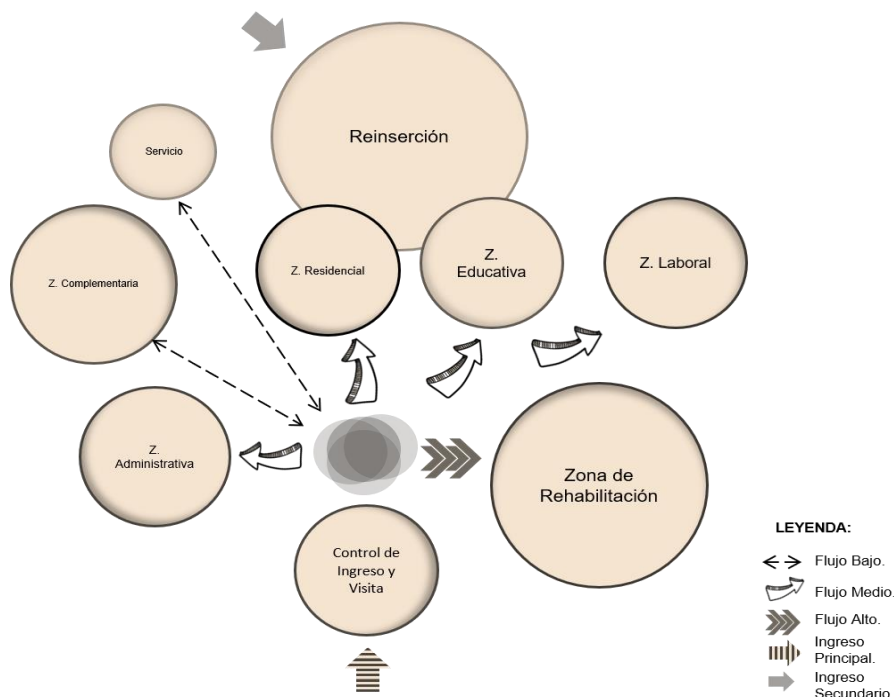 Reinserción
Servicio
Z. Residencial
Z.
Educativa
Z. Laboral
Z. Complementaria
Z.
Administrativa
Zona de
Rehabilitación
Control de
Ingreso y
Visita
LEYENDA:
Flujo Bajo.
Flujo Medio.
Flujo Alto.
Ingreso
Principal.
Ingreso
Secundario.